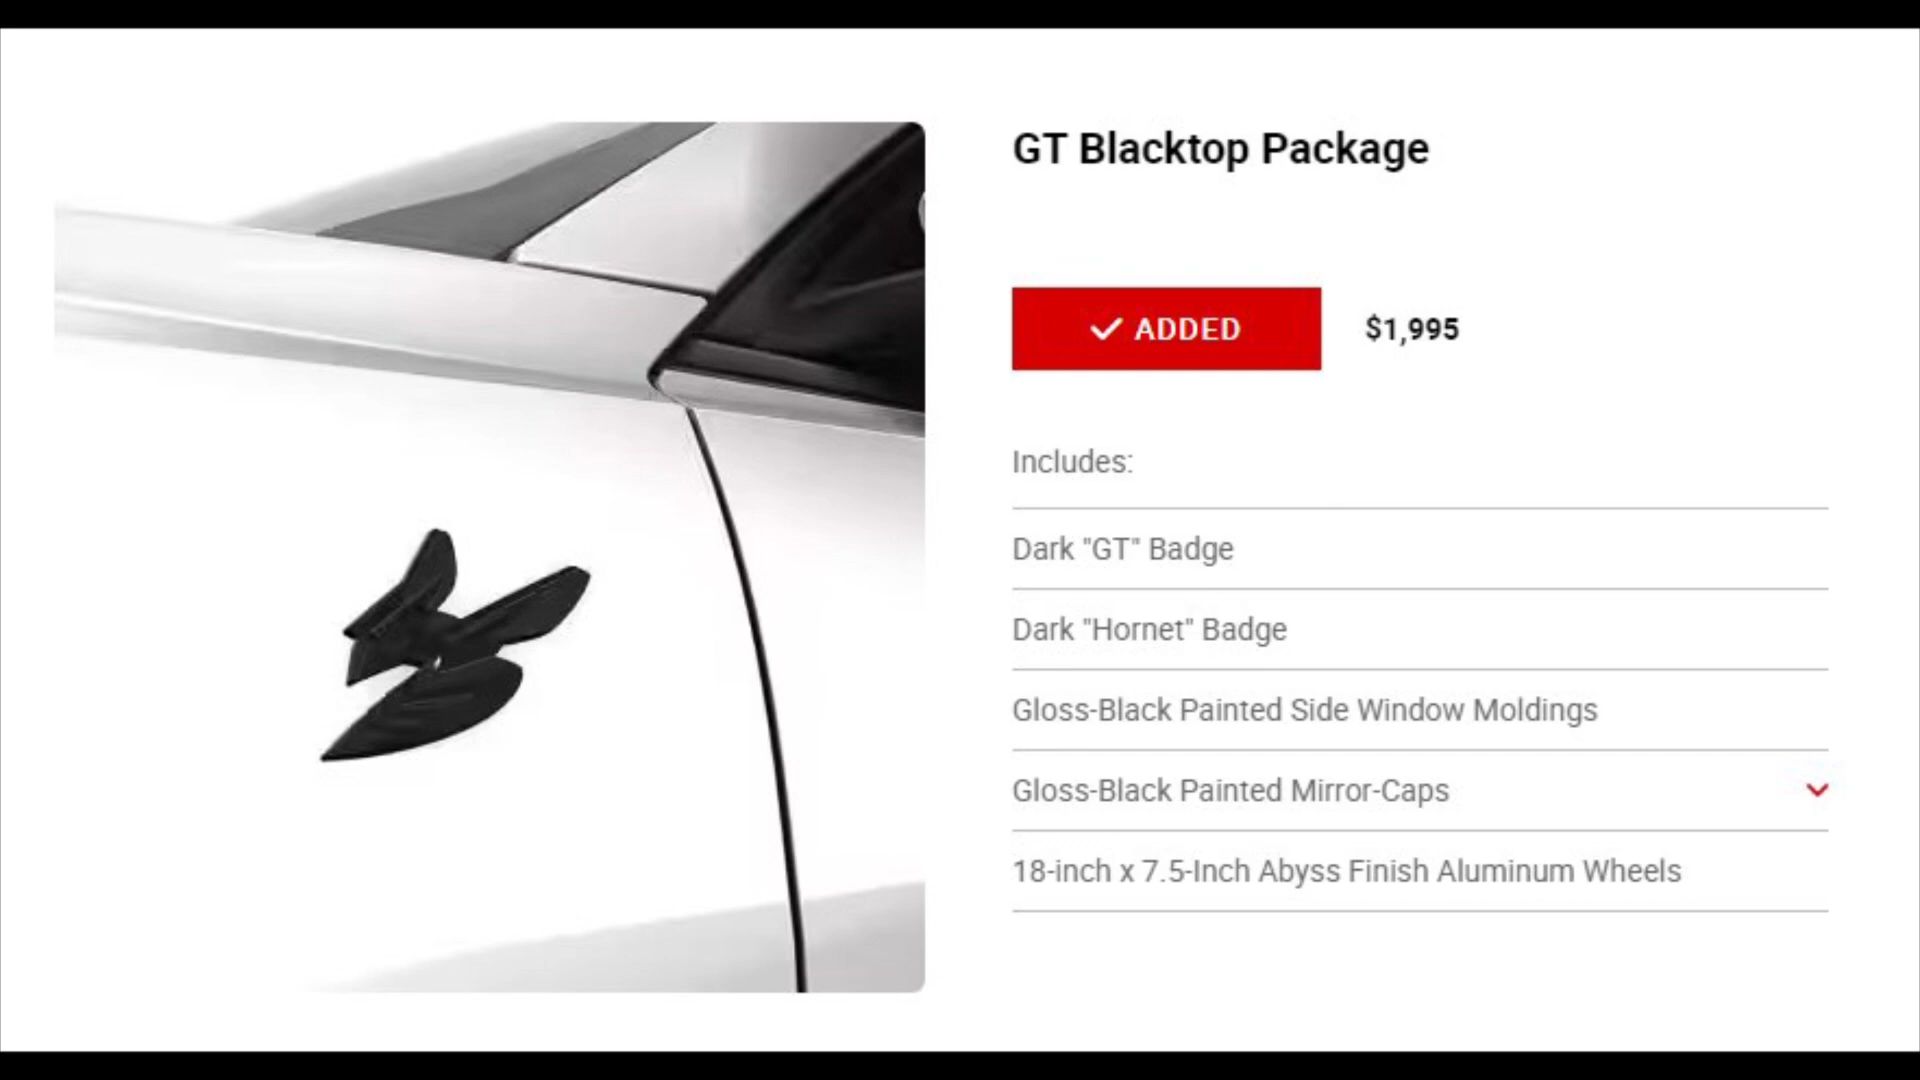 GT Blacktop Package
ADDED
$1,995
Includes:
Dark "GT" Badge
Dark "Hornet" Badge
Gloss-Black Painted Side Window Moldings
Gloss-Black Painted Mirror-Caps
18-inch x 7.5-Inch Abyss Finish Aluminum Wheels